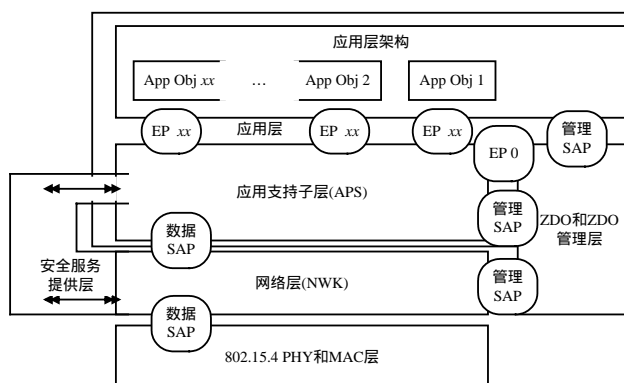 应用层架构
App Obj xx … App Obj 2 App Obj 1
EP xx 应用层 EP xx EP xx 管理
SAP
EP 0
应用支持子层(APS)
管理
SAP
ZDO和ZDO
管理层
数据
SAP
安全服务
提供层
网络层(NWK)
管理
SAP
数据
SAP
802.15.4 PHY和MAC层